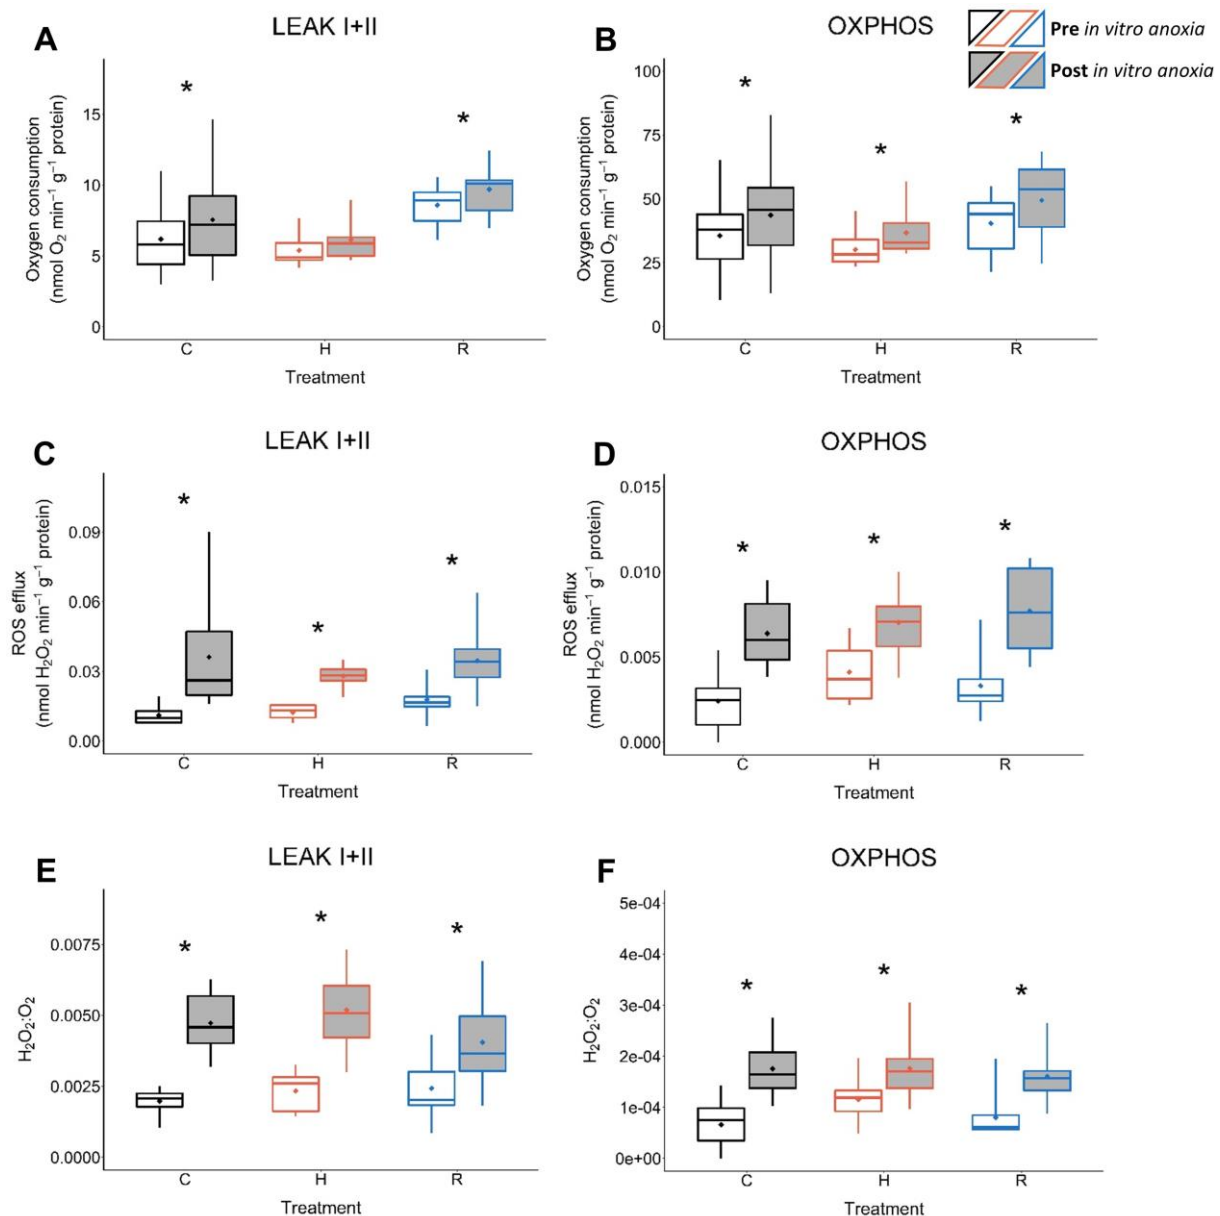 A
LEAK I+II
Oxygen consumption
(nmol O₂ min⁻¹ g⁻¹ protein)
15
10
5
0
*
*
C
H
R
Treatment
B
OXPHOS
Pre in vitro anoxia
Post in vitro anoxia
Oxygen consumption
(nmol O₂ min⁻¹ g⁻¹ protein)
100
75
50
25
0
*
*
*
C
H
R
Treatment
C
LEAK I+II
ROS efflux
(nmol H₂O₂ min⁻¹ g⁻¹ protein)
0.09
0.06
0.03
0.00
*
*
*
C
H
R
Treatment
D
OXPHOS
ROS efflux
(nmol H₂O₂ min⁻¹ g⁻¹ protein)
0.015
0.010
0.005
0.000
*
*
*
C
H
R
Treatment
E
LEAK I+II
H₂O₂:O₂
0.0075
0.0050
0.0025
0.0000
*
*
*
C
H
R
Treatment
F
OXPHOS
H₂O₂:O₂
5e-04
4e-04
3e-04
2e-04
1e-04
0e+00
*
*
*
C
H
R
Treatment